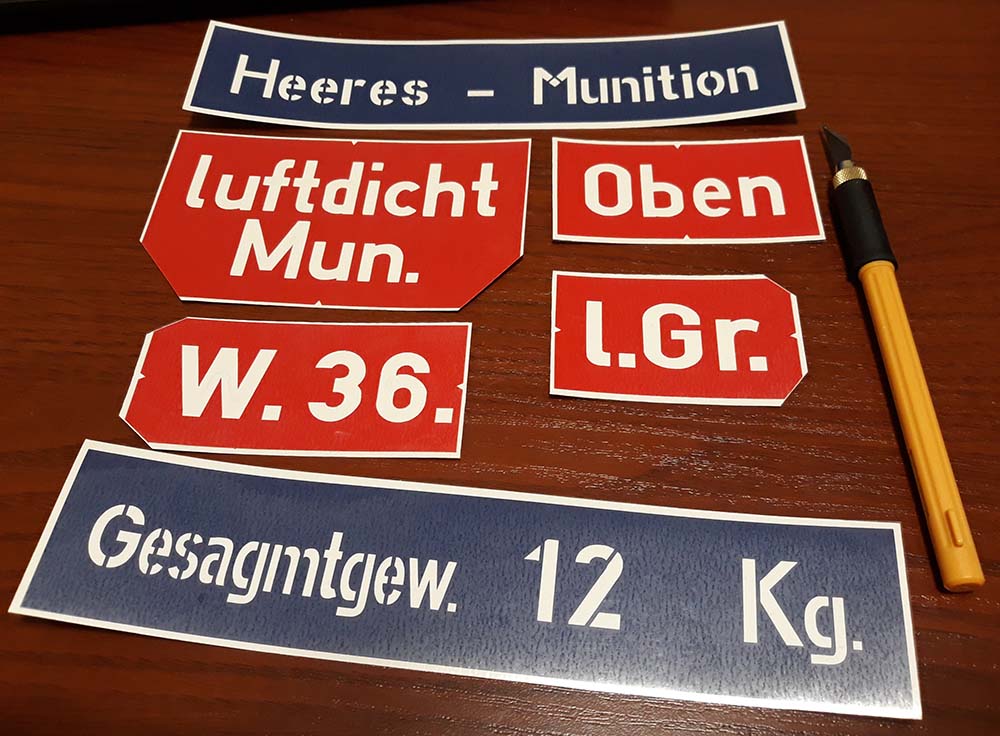 Heeres – Munition
luftdicht
Mun.
Oben
l.Gr.
W. 36.
Gesagmtgew. 12 Kg.